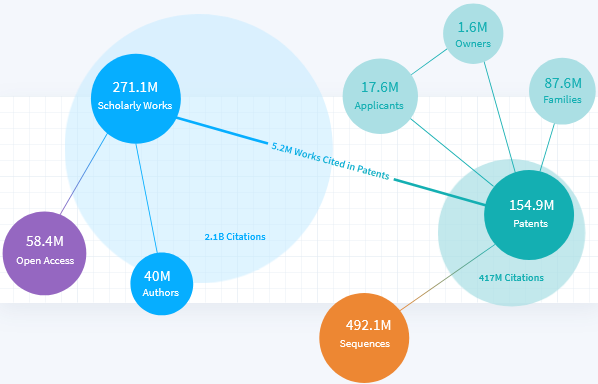 1.6M
Owners
271.1M
Scholarly Works
17.6M
Applicants
87.6M
Families
5.2M Works Cited in Patents
154.9M
Patents
2.1B Citations
58.4M
Open Access
40M
Authors
417M Citations
492.1M
Sequences